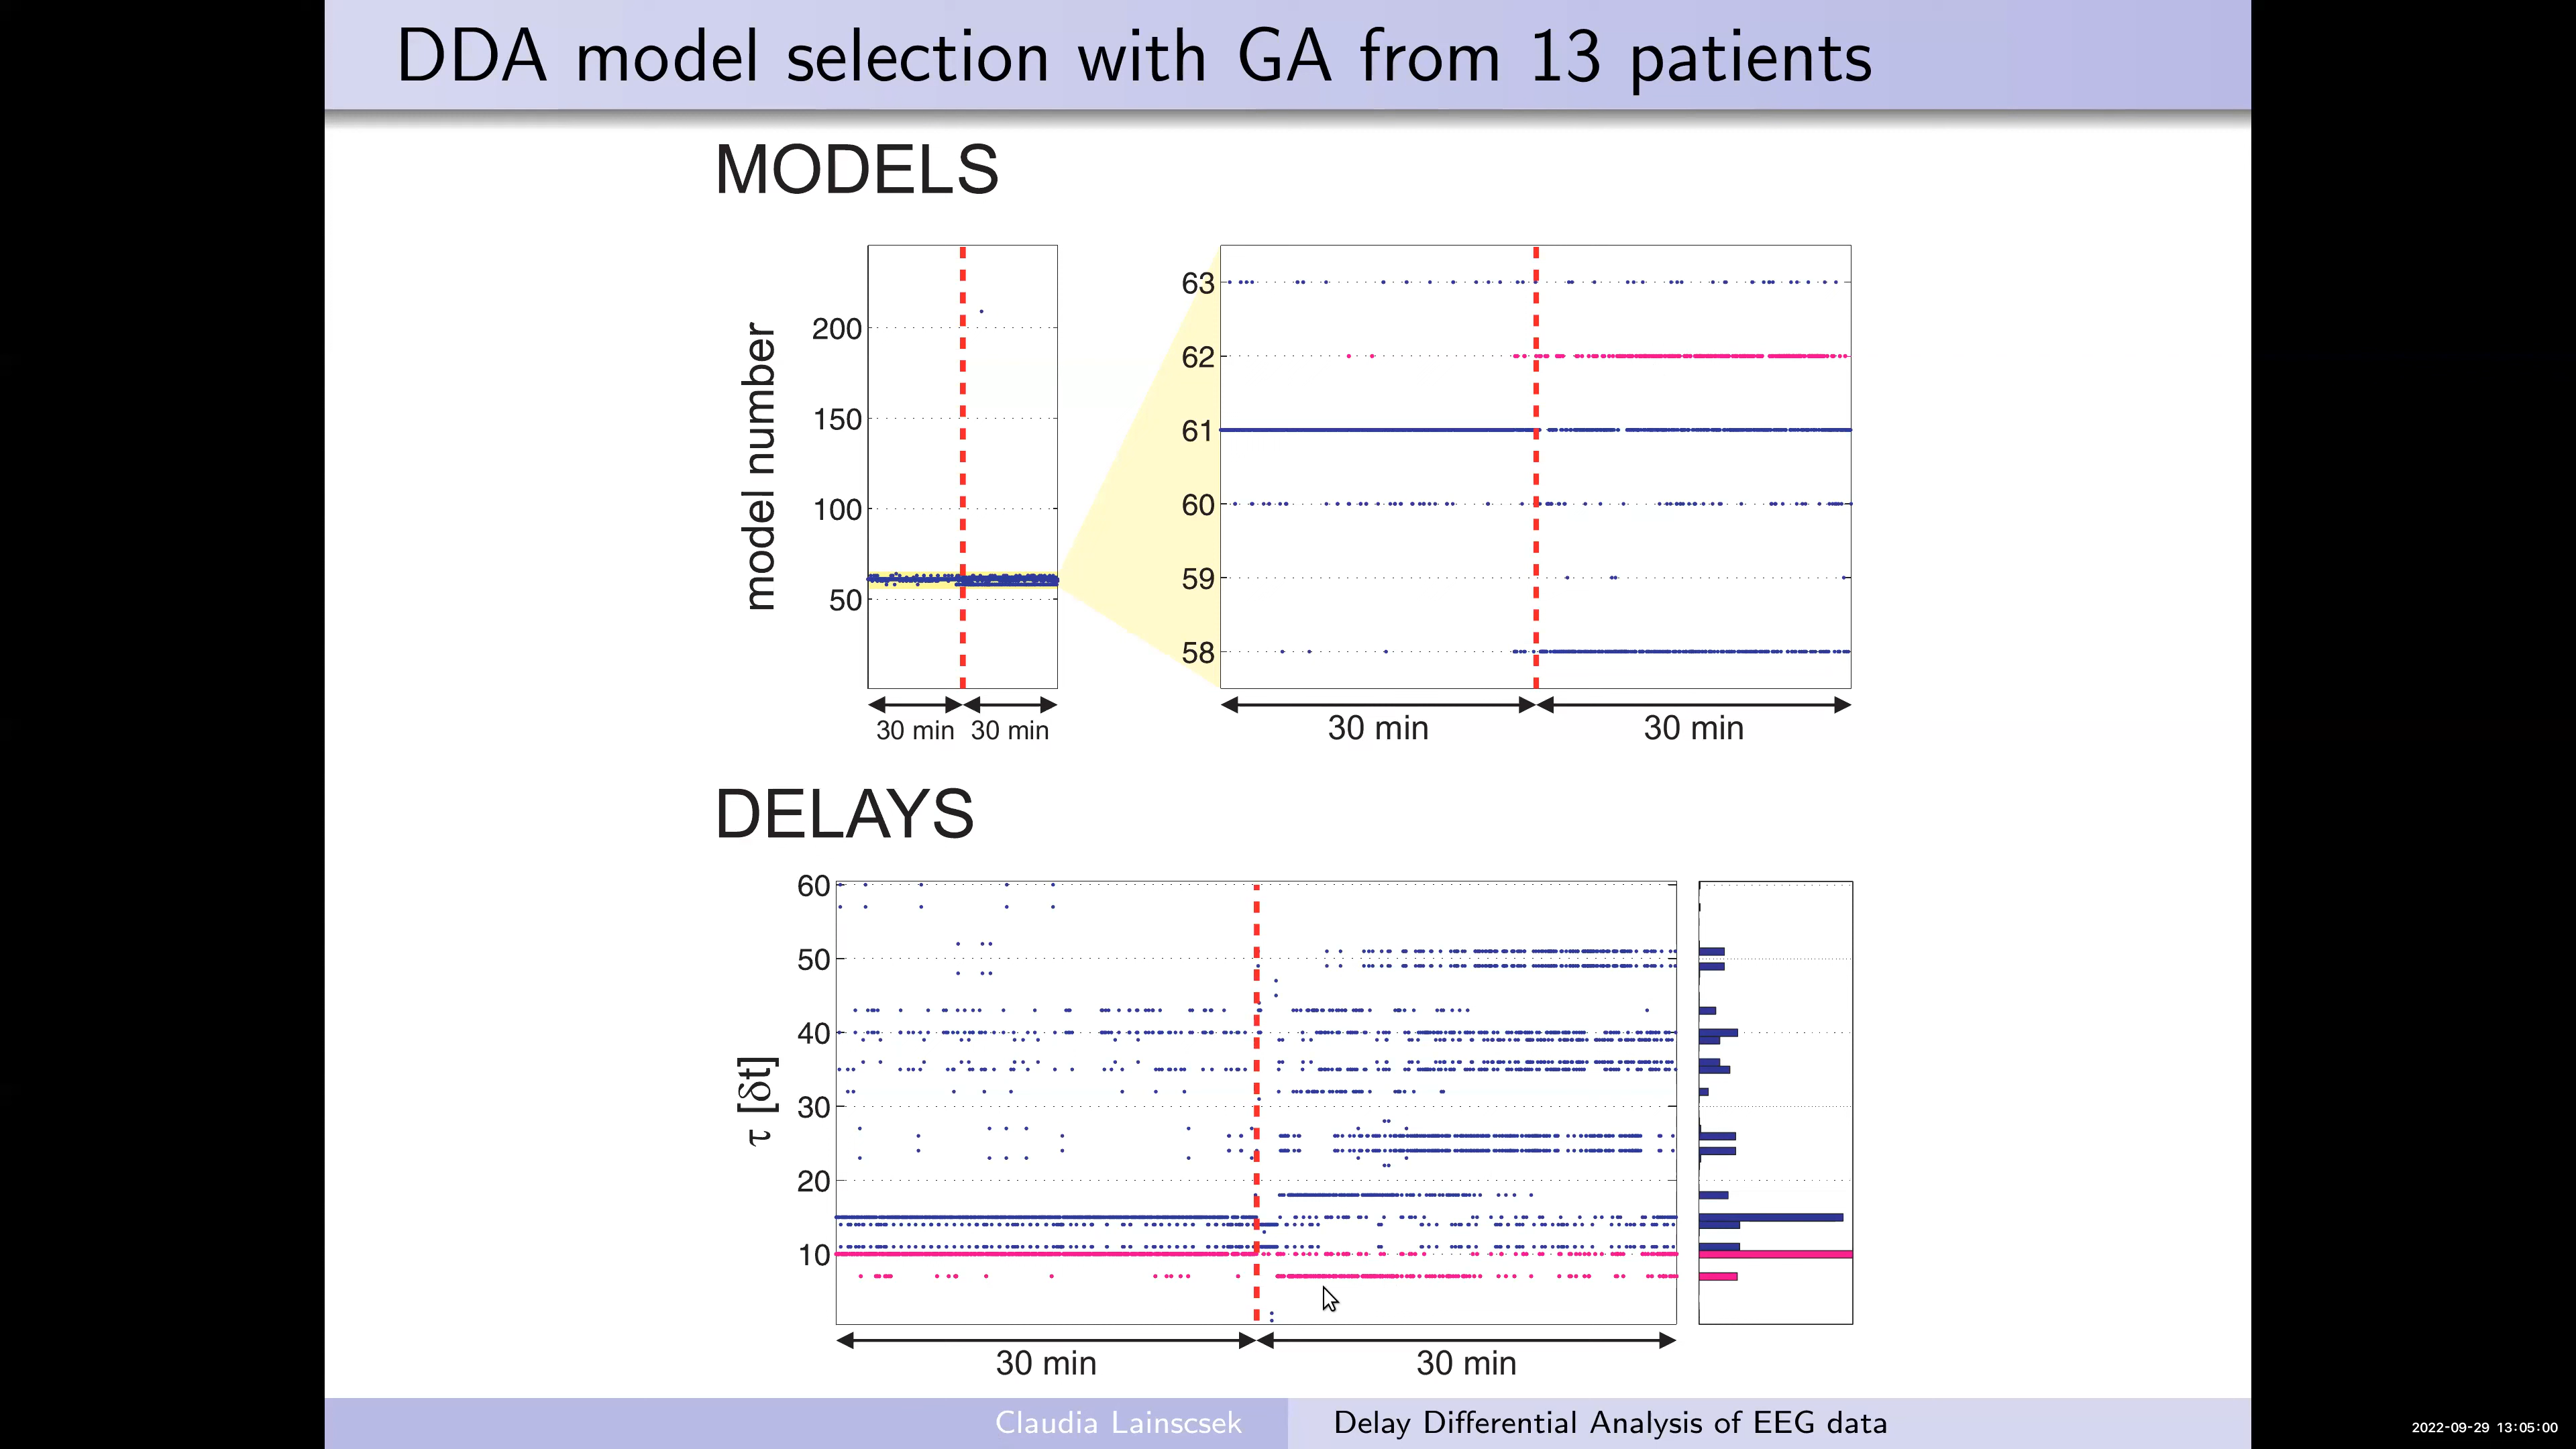 DDA model selection with GA from 13 patients
MODELS
model number
200
150
100
50
30 min 30 min
63
62
61
60
59
58
30 min 30 min
DELAYS
τ [δt]
60
50
40
30
20
10
30 min 30 min
Claudia Lainscsek Delay Differential Analysis of EEG data
2022-09-29 13:05:00